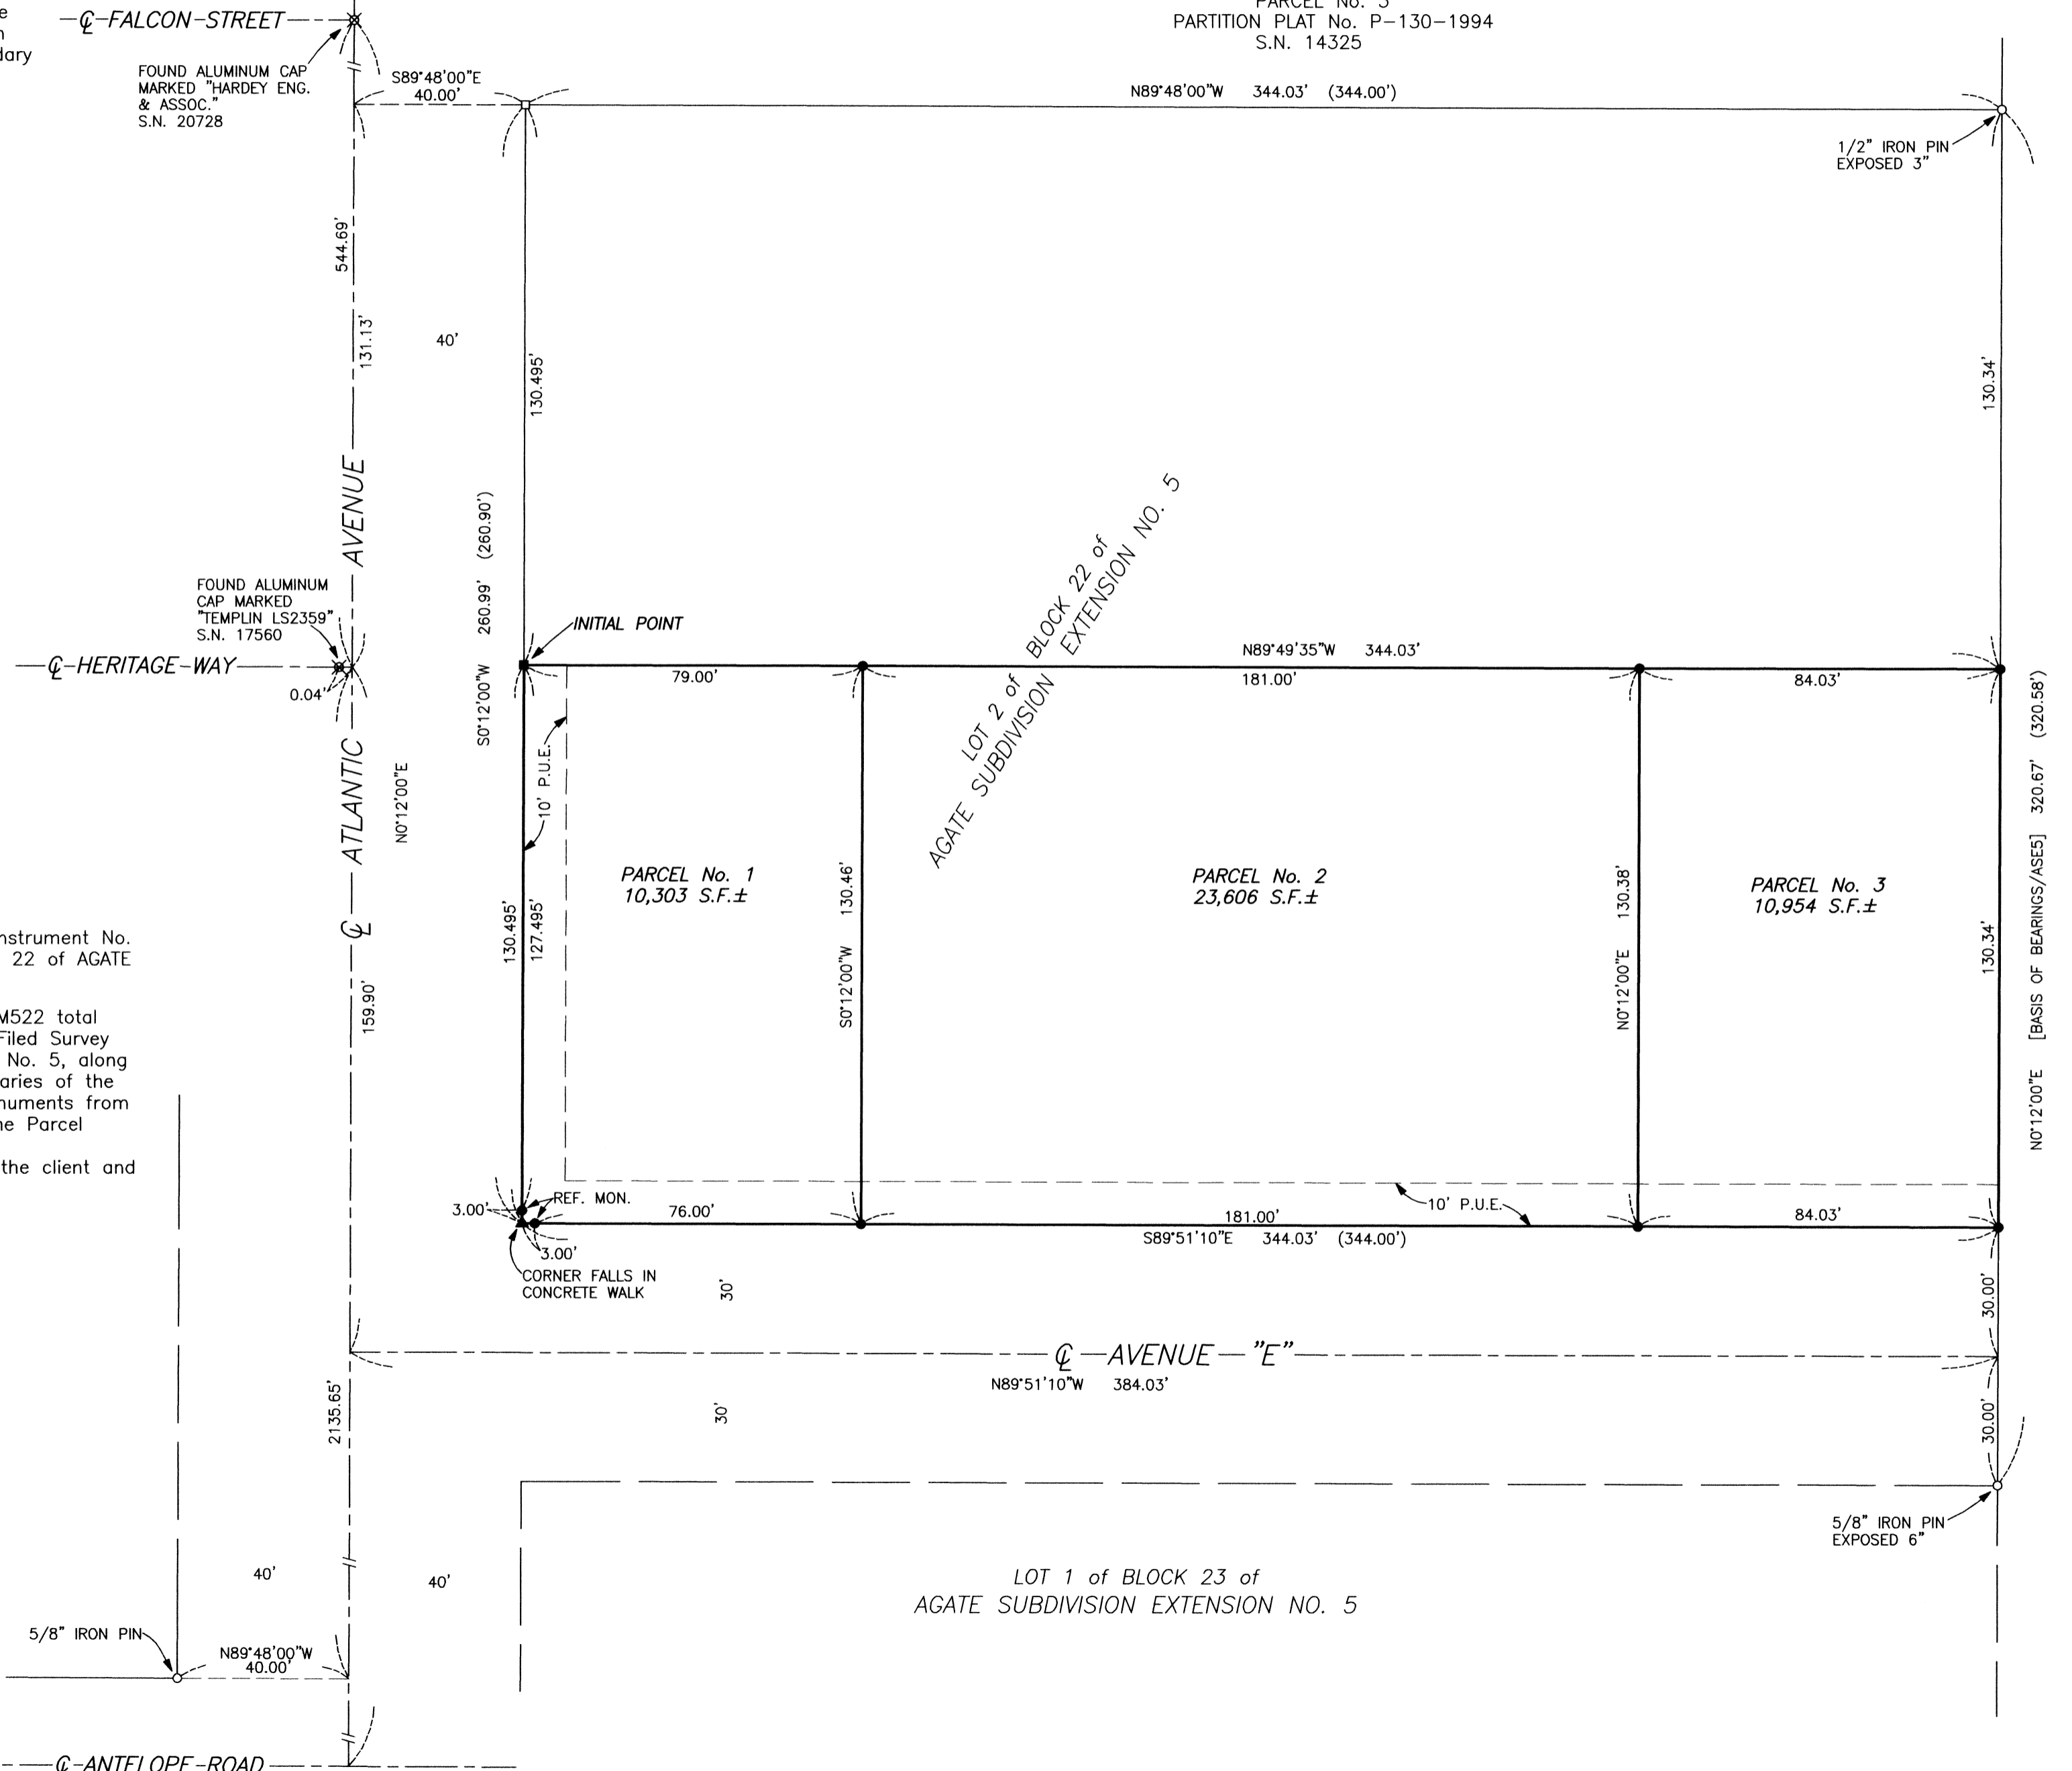 e
n
dary
℄ FALCON STREET
PARCEL No. 3
PARTITION PLAT No. P-130-1994
S.N. 14325
FOUND ALUMINUM CAP
MARKED "HARDEY ENG.
& ASSOC."
S.N. 20728
S89°48'00"E
40.00'
N89°48'00"W 344.03' (344.00')
1/2" IRON PIN
EXPOSED 3"
544.69'
131.13'
40'
130.495'
130.34'
S0°12'00"W 260.99' (260.90')
FOUND ALUMINUM
CAP MARKED
"TEMPLIN LS2359"
S.N. 17560
℄ HERITAGE WAY
0.04'
INITIAL POINT
LOT 2 of BLOCK 22 of
AGATE SUBDIVISION EXTENSION NO. 5
N89°49'35"W 344.03'
79.00'
181.00'
84.03'
℄ ATLANTIC AVENUE
N0°12'00"E
159.90'
10' P.U.E.
130.495'
127.495'
PARCEL No. 1
10,303 S.F.±
S0°12'00"W 130.46'
PARCEL No. 2
23,606 S.F.±
N0°12'00"E 130.38'
PARCEL No. 3
10,954 S.F.±
130.34'
N0°12'00"E [BASIS OF BEARINGS/ASE5] 320.67' (320.58')
nstrument No.
22 of AGATE
M522 total
Filed Survey
No. 5, along
aries of the
numents from
ne Parcel
the client and
3.00'
REF. MON.
76.00'
181.00'
10' P.U.E.
84.03'
3.00'
S89°51'10"E 344.03' (344.00')
CORNER FALLS IN
CONCRETE WALK
30'
30.00'
℄ AVENUE "E"
N89°51'10"W 384.03'
30'
30.00'
2135.65'
5/8" IRON PIN
EXPOSED 6"
LOT 1 of BLOCK 23 of
AGATE SUBDIVISION EXTENSION NO. 5
40'
40'
5/8" IRON PIN
N89°48'00"W
40.00'
℄ ANTELOPE ROAD